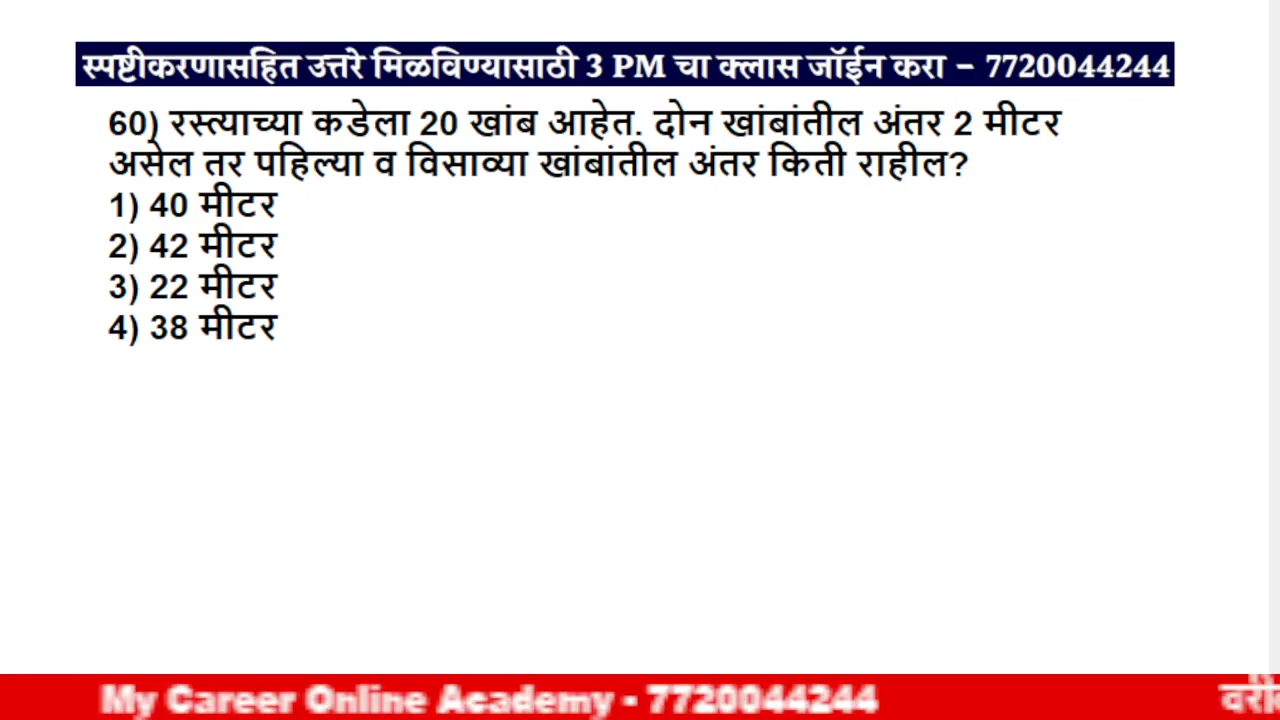 स्पष्टीकरणासहित उत्तरे मिळविण्यासाठी 3 PM चा क्लास जॉईन करा – 7720044244
60) रस्त्याच्या कडेला 20 खांब आहेत. दोन खांबांतील अंतर 2 मीटर
असेल तर पहिल्या व विसाव्या खांबांतील अंतर किती राहील?
1) 40 मीटर
2) 42 मीटर
3) 22 मीटर
4) 38 मीटर
My Career Online Academy - 7720044244